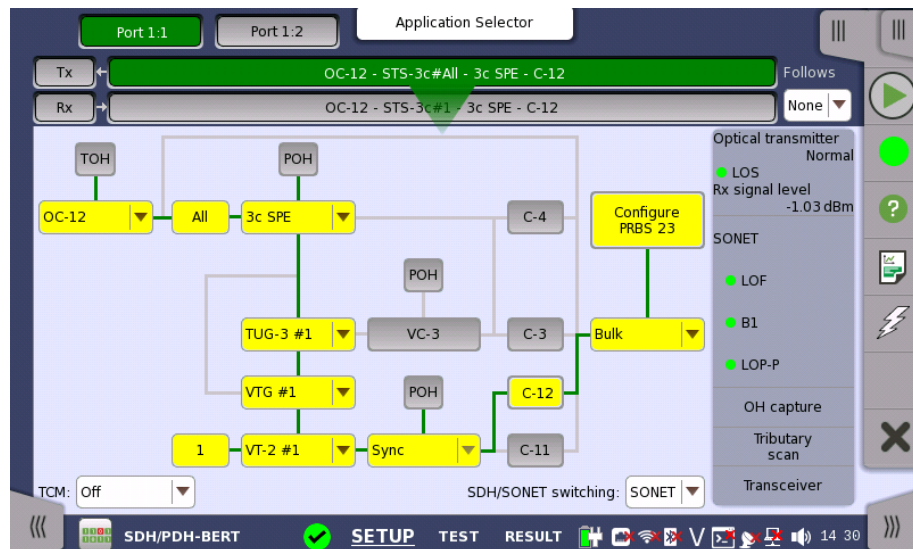 Port 1:1
Port 1:2
Application Selector
Tx
OC-12 - STS-3c#All - 3c SPE - C-12
Follows
Rx
OC-12 - STS-3c#1 - 3c SPE - C-12
None
TOH
POH
Optical transmitter
Normal
LOS
Rx signal level
-1.03 dBm
OC-12
All
3c SPE
C-4
Configure
PRBS 23
SONET
POH
LOF
TUG-3 #1
VC-3
C-3
Bulk
B1
LOP-P
VTG #1
POH
C-12
OH capture
1
VT-2 #1
Sync
C-11
Tributary
scan
TCM:
Off
SDH/SONET switching:
SONET
Transceiver
SDH/PDH-BERT
SETUP
TEST
RESULT
V
14 30